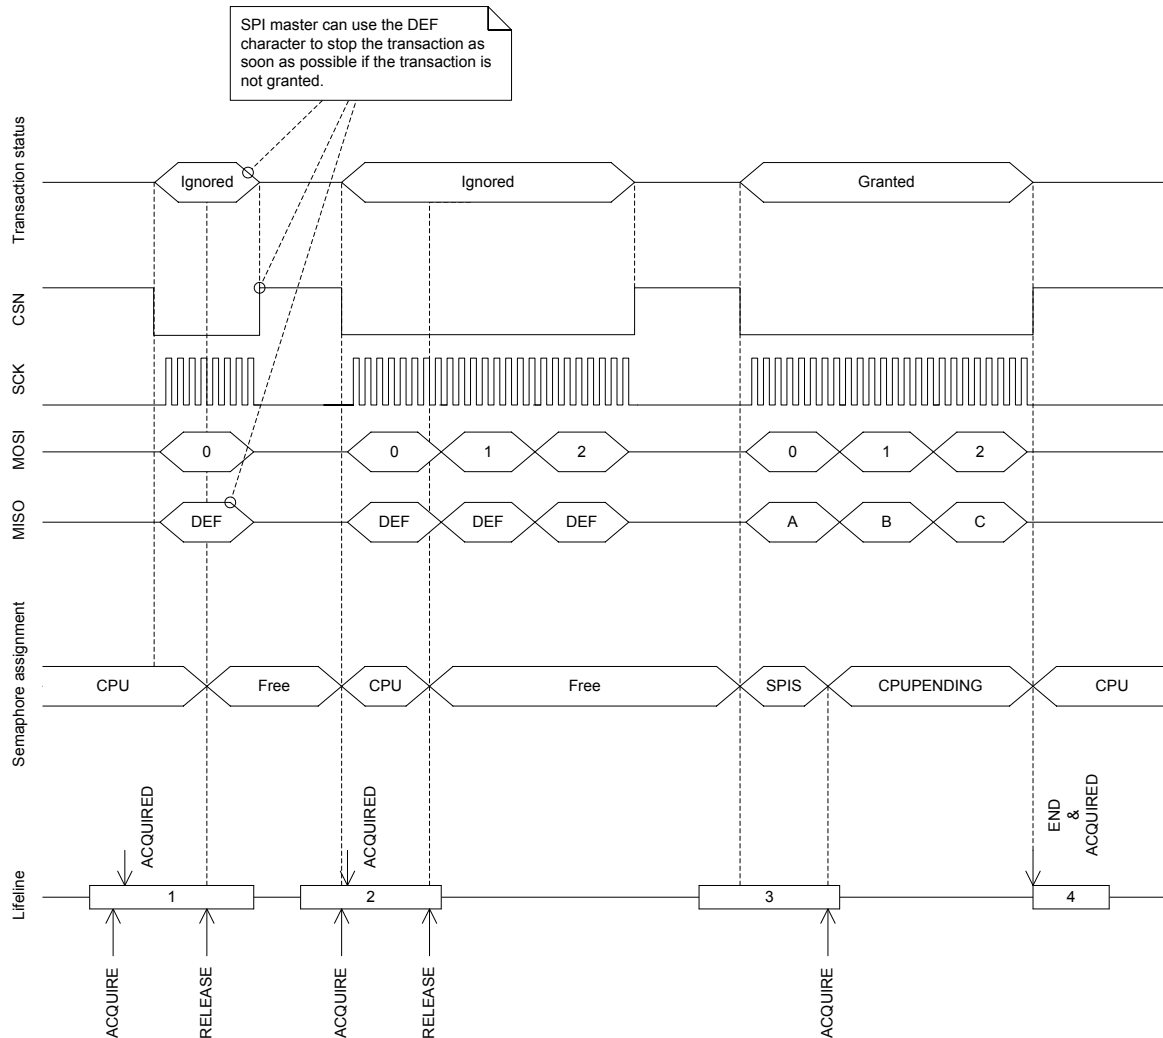 SPI master can use the DEF
character to stop the transaction as
soon as possible if the transaction is
not granted.
Transaction status
Ignored
Ignored
Granted
CSN
SCK
MOSI
0
0
1
2
0
1
2
MISO
DEF
DEF
DEF
DEF
A
B
C
Semaphore assignment
CPU
Free
CPU
Free
SPIS
CPUPENDING
CPU
ACQUIRED
ACQUIRED
END
&
ACQUIRED
Lifeline
1
2
3
4
ACQUIRE
RELEASE
ACQUIRE
RELEASE
ACQUIRE